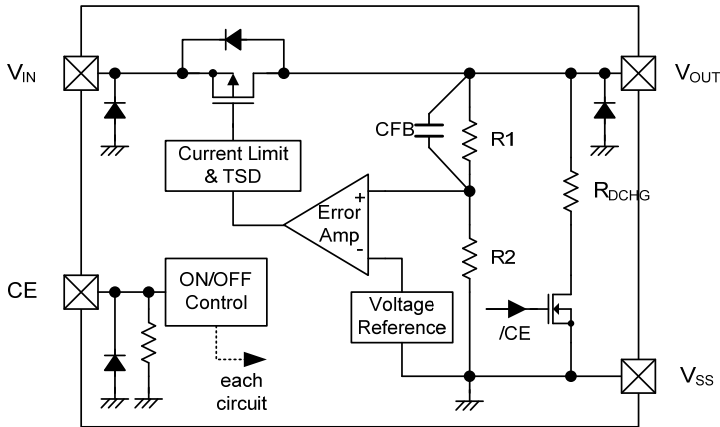 VIN
VOUT
CFB
R1
Current Limit
& TSD
RDCHG
+
Error
Amp
-
R2
CE
ON/OFF
Control
Voltage
Reference
/CE
each
circuit
VSS